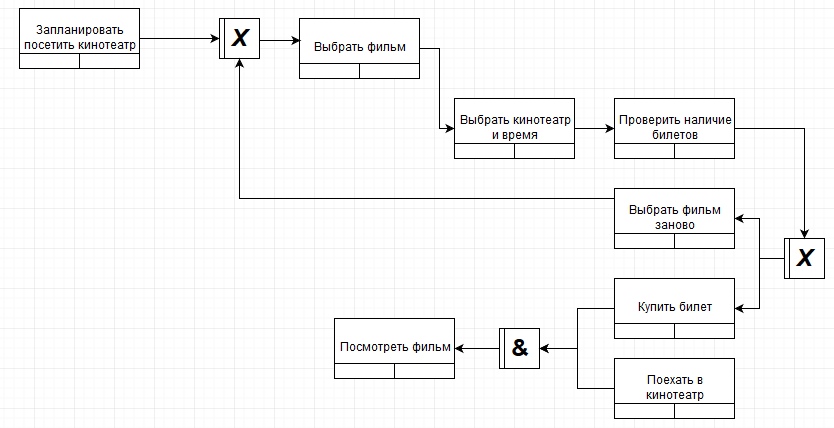 Запланировать
посетить кинотеатр
X
Выбрать фильм
Выбрать кинотеатр
и время
Проверить наличие
билетов
Выбрать фильм
заново
X
Купить билет
Посмотреть фильм
&
Поехать в
кинотеатр